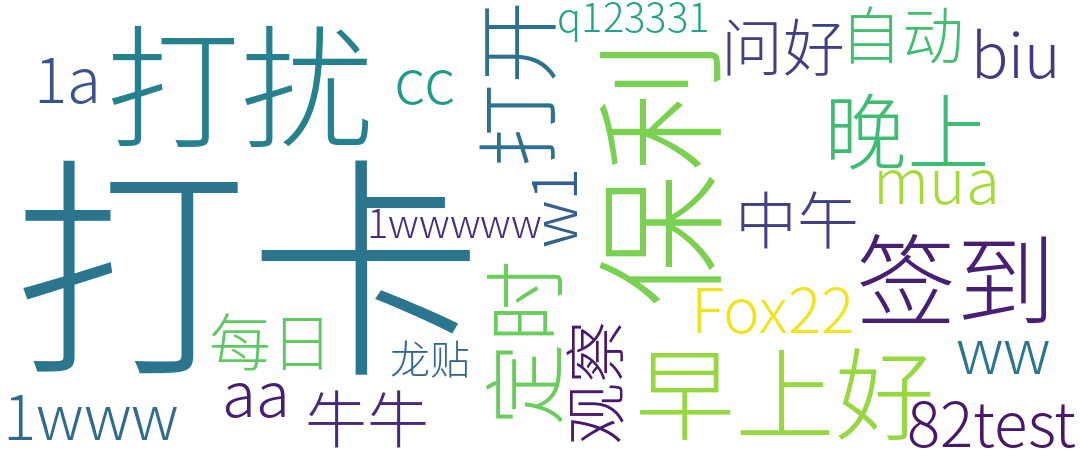 1a
打扰
cc
打开
q123331
保利
问好
自动
biu
晚上
mua
打卡
1wwwww
w1
中午
签到
定时
Fox22
每日
龙贴
观察
早上好
ww
1www
aa
牛牛
82test